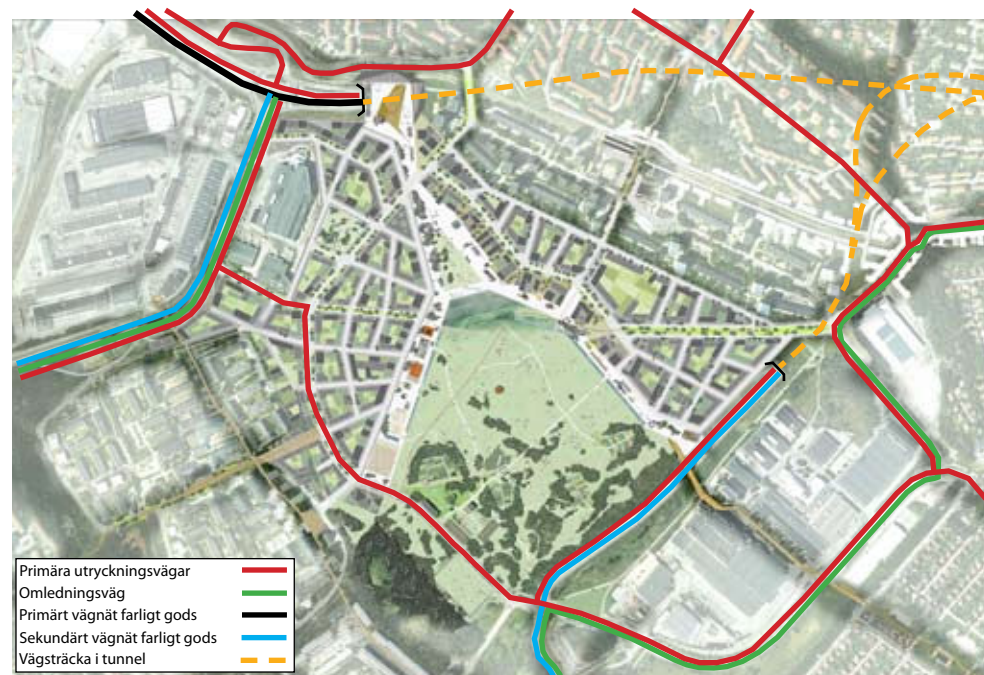 Primära utryckningsvägar
Omledningsväg
Primärt vägnät farligt gods
Sekundärt vägnät farligt gods
Vägsträcka i tunnel